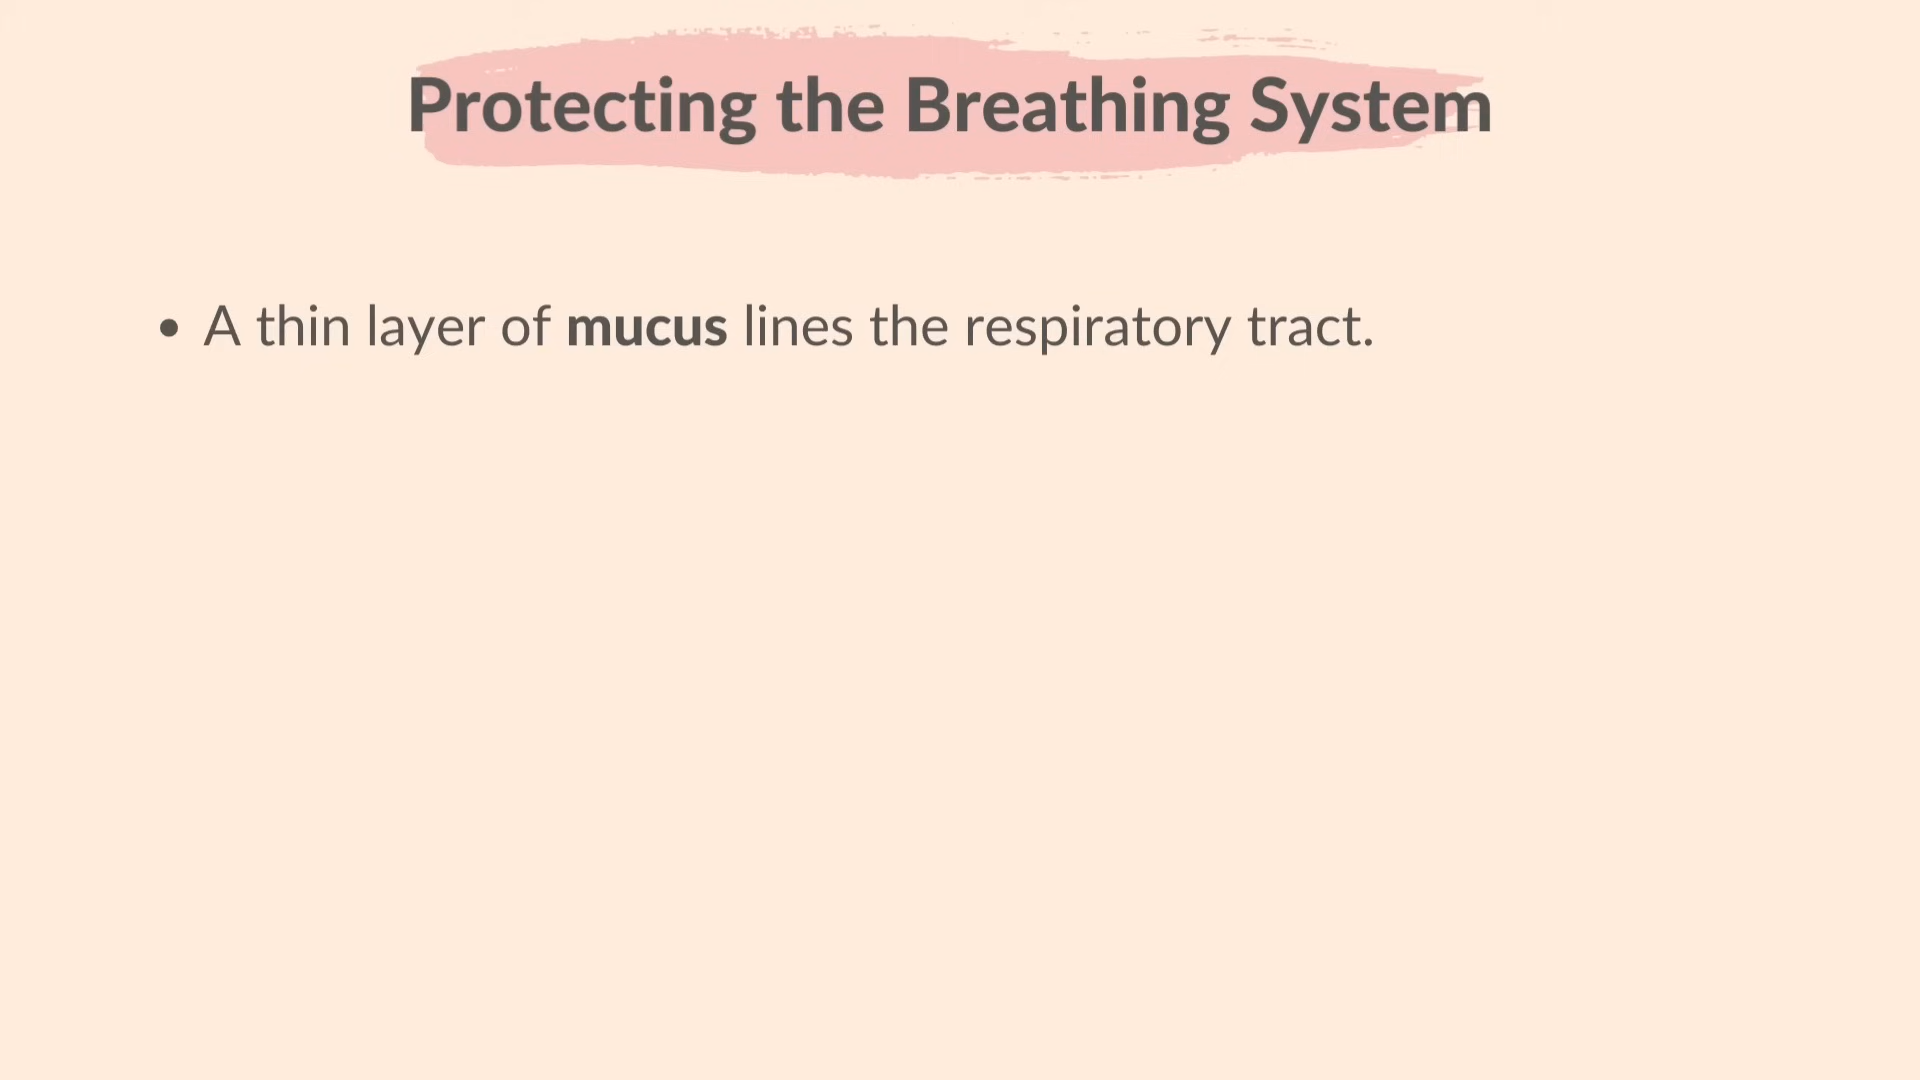 Protecting the Breathing System
• A thin layer of mucus lines the respiratory tract.